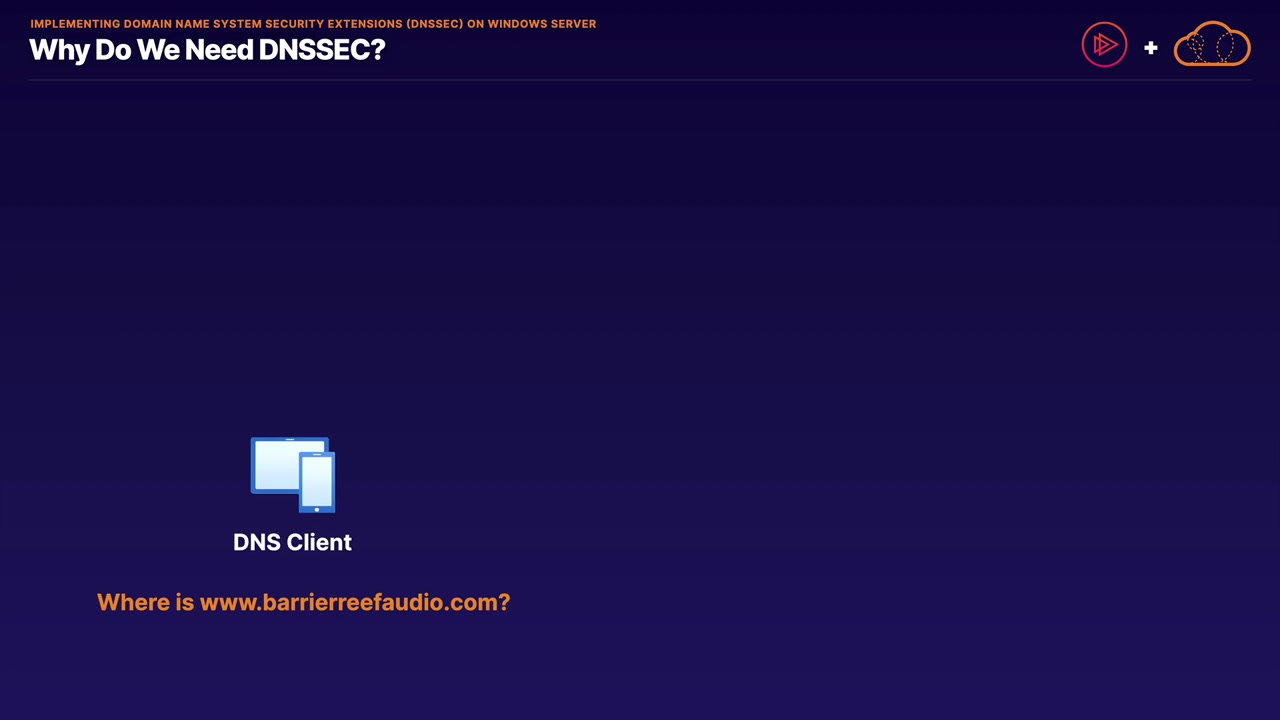 IMPLEMENTING DOMAIN NAME SYSTEM SECURITY EXTENSIONS (DNSSEC) ON WINDOWS SERVER
Why Do We Need DNSSEC?
+
DNS Client
Where is www.barrierreefaudio.com?